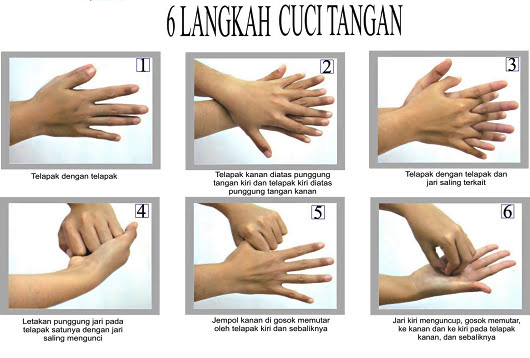 6 LANGKAH CUCI TANGAN
1
2
3
Telapak dengan telapak
Telapak kanan diatas punggung
tangan kiri dan telapak kiri diatas
punggung tangan kanan
Telapak dengan telapak dan
jari saling terkait
4
5
6
Letakan punggung jari pada
telapak satunya dengan jari
saling mengunci
Jempol kanan di gosok memutar
oleh telapak kiri dan sebaliknya
Jari kiri menguncup, gosok memutar,
ke kanan dan ke kiri pada telapak
kanan, dan sebaliknya